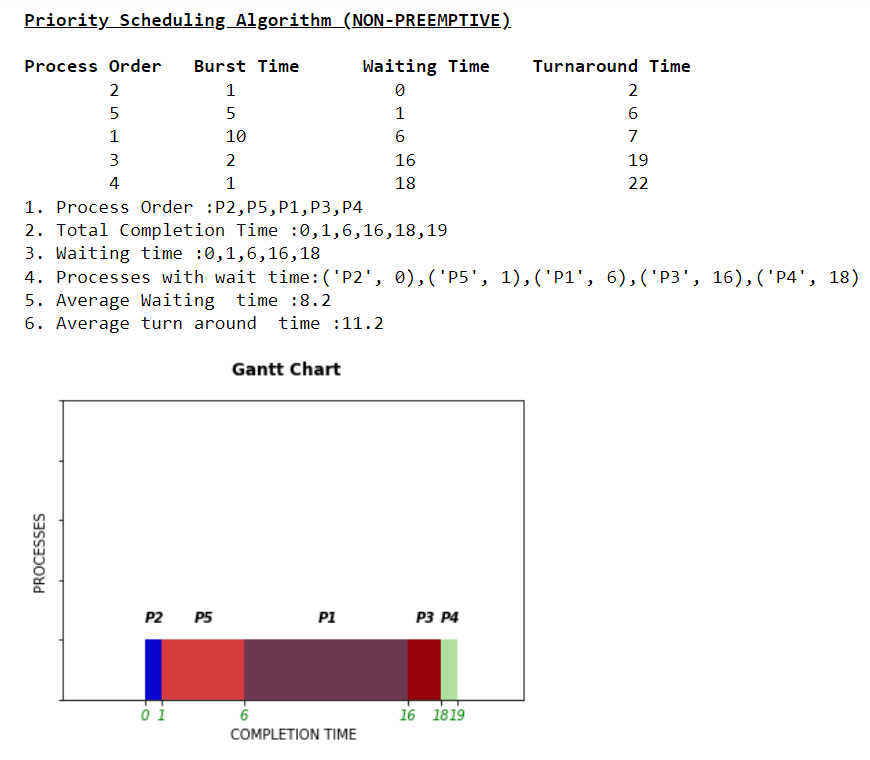 Priority Scheduling Algorithm (NON-PREEMPTIVE)
Process Order Burst Time Waiting Time Turnaround Time
2 1 0 2
5 5 1 6
1 10 6 7
3 2 16 19
4 1 18 22
1. Process Order :P2,P5,P1,P3,P4
2. Total Completion Time :0,1,6,16,18,19
3. Waiting time :0,1,6,16,18
4. Processes with wait time:('P2', 0),('P5', 1),('P1', 6),('P3', 16),('P4', 18)
5. Average Waiting  time :8.2
6. Average turn around  time :11.2
Gantt Chart
PROCESSES
P2 P5 P1 P3 P4
0 1 6 16 18 19
COMPLETION TIME